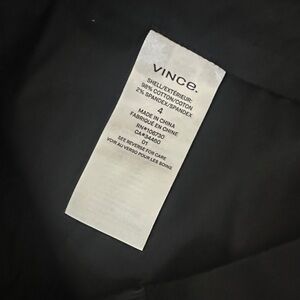 VINCE.
SHELL/EXTÉRIEUR:
98% COTTON/COTON
2% SPANDEX/SPANDEX
4
MADE IN CHINA
FABRIQUÉ EN CHINE
RN#106730
CA#34460
01
SEE REVERSE FOR CARE
VOIR AU VERSO POUR LES SOINS